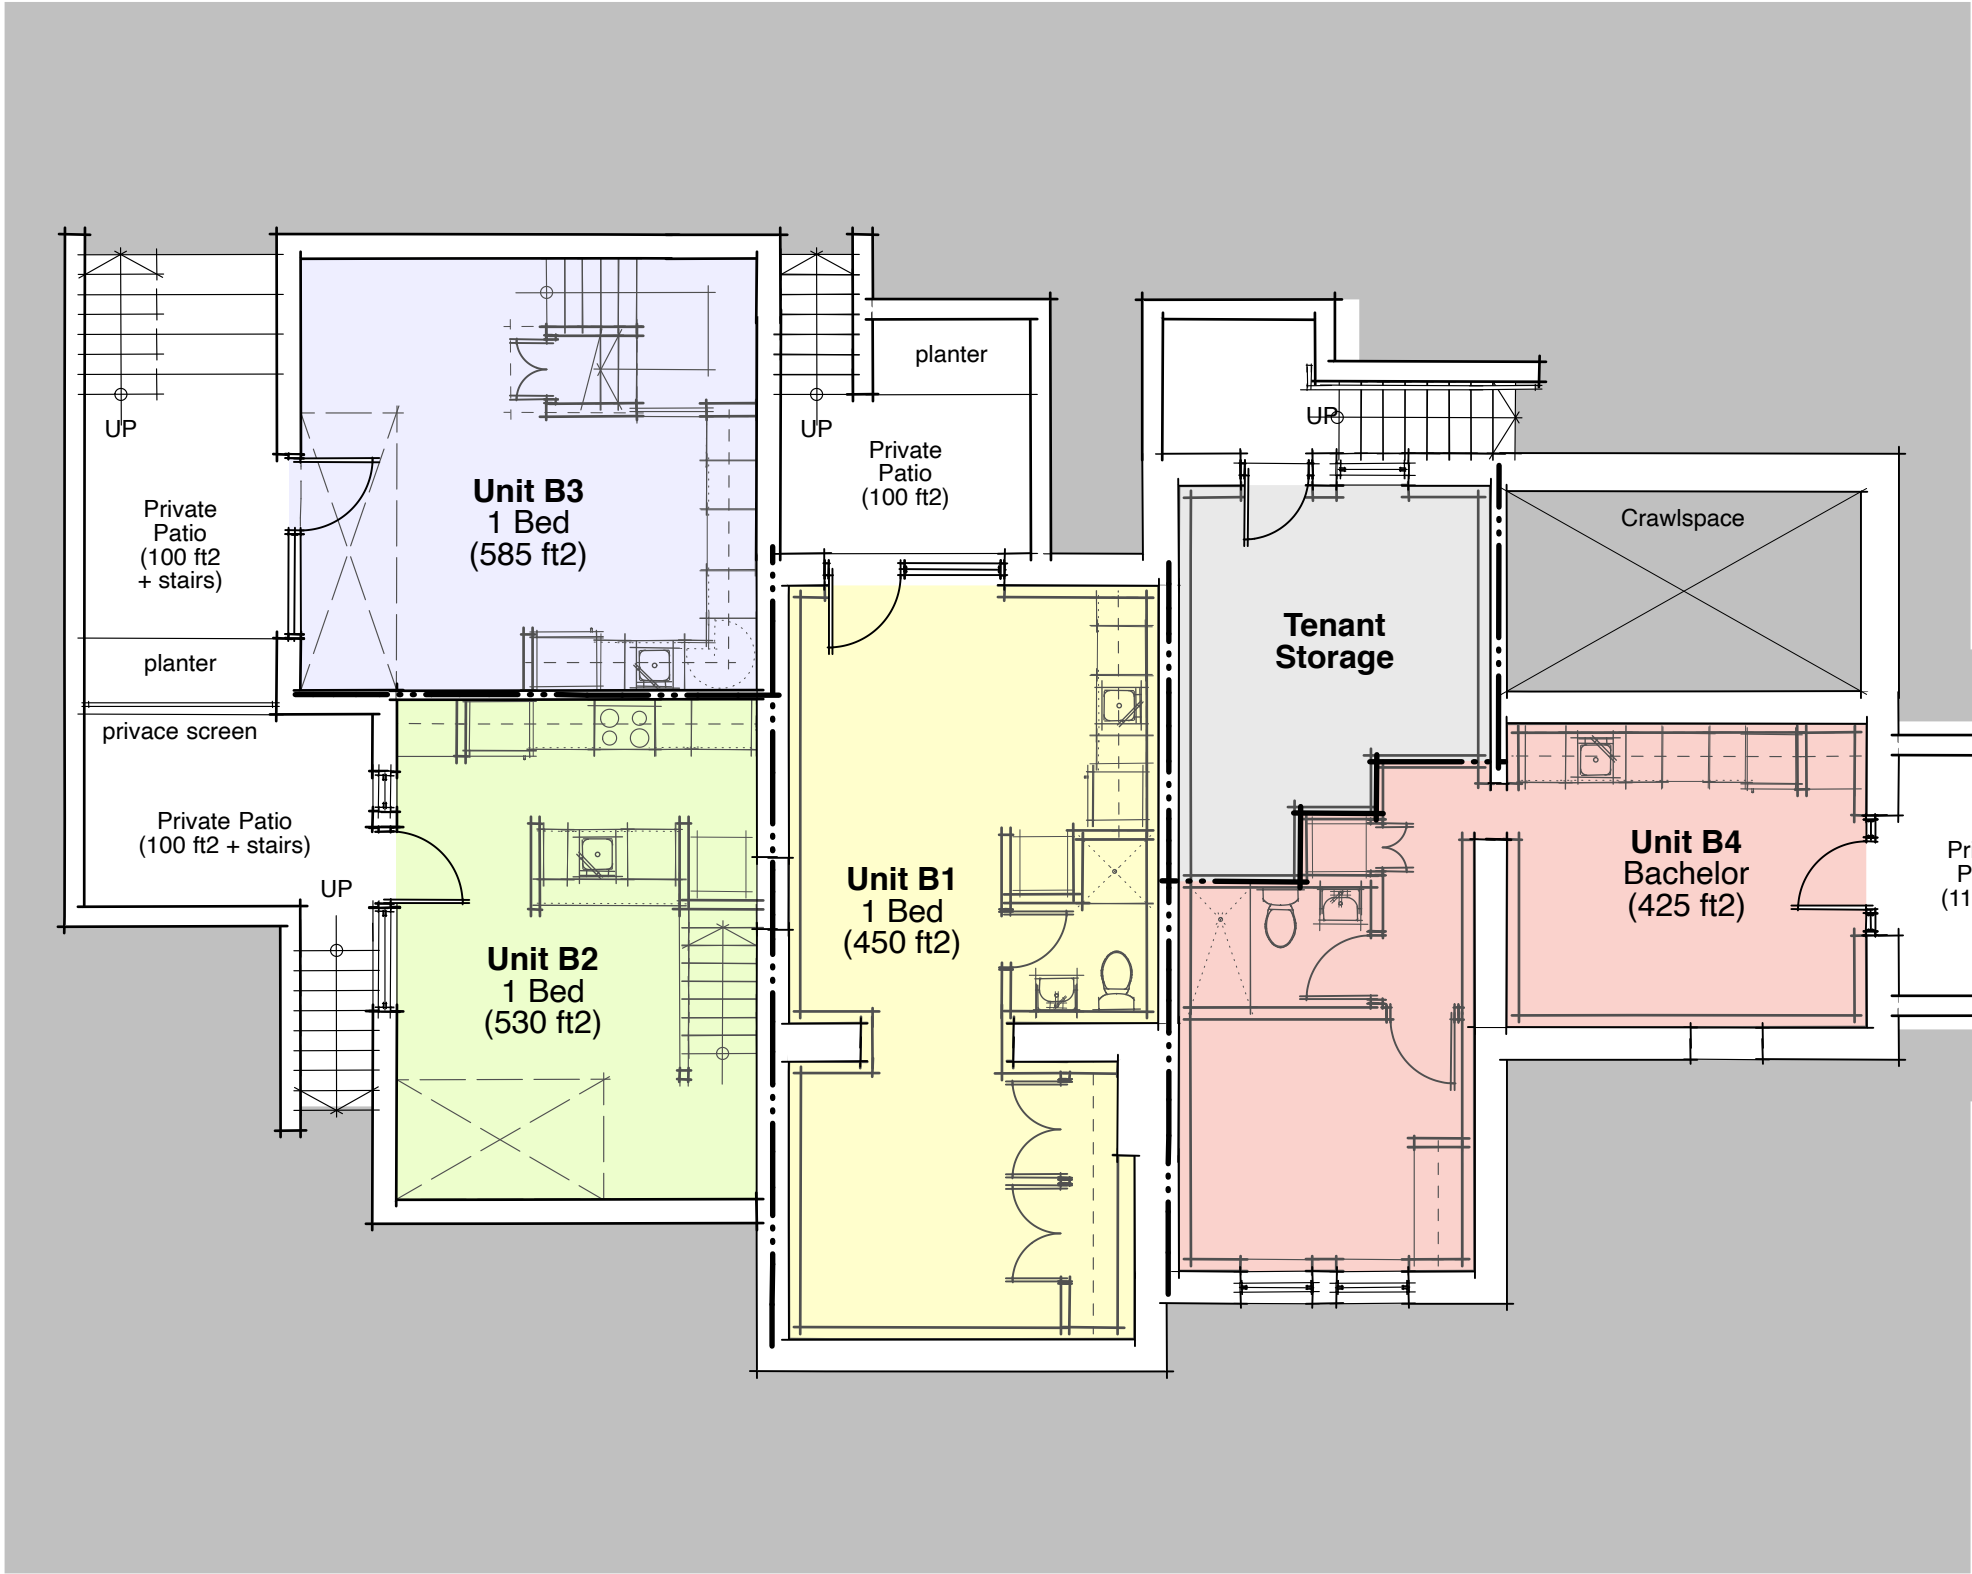 planter
UP
UP
UP
Private
Patio
(100 ft2)
Unit B3
1 Bed
(585 ft2)
Private
Patio
(100 ft2
+ stairs)
Crawlspace
Tenant
Storage
planter
privace screen
Private Patio
(100 ft2 + stairs)
UP
Unit B1
1 Bed
(450 ft2)
Unit B4
Bachelor
(425 ft2)
Unit B2
1 Bed
(530 ft2)
Pr
P
(11